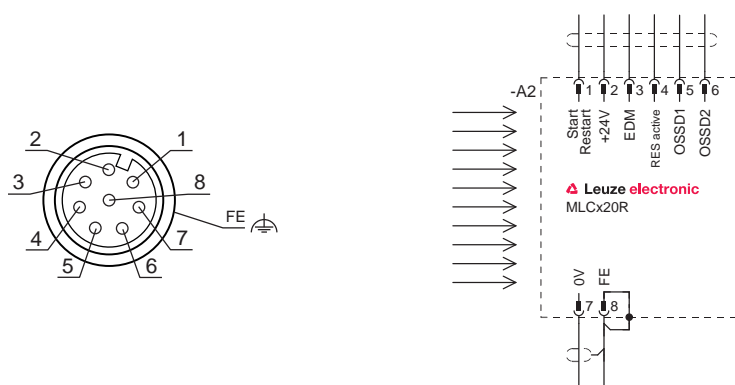 2
1
3
8
4
7
5
6
FE
-A2
1 2 3 4 5 6
Start
Restart
+24V
EDM
RES active
OSSD1
OSSD2
Leuze electronic
MLCx20R
0V
FE
7 8